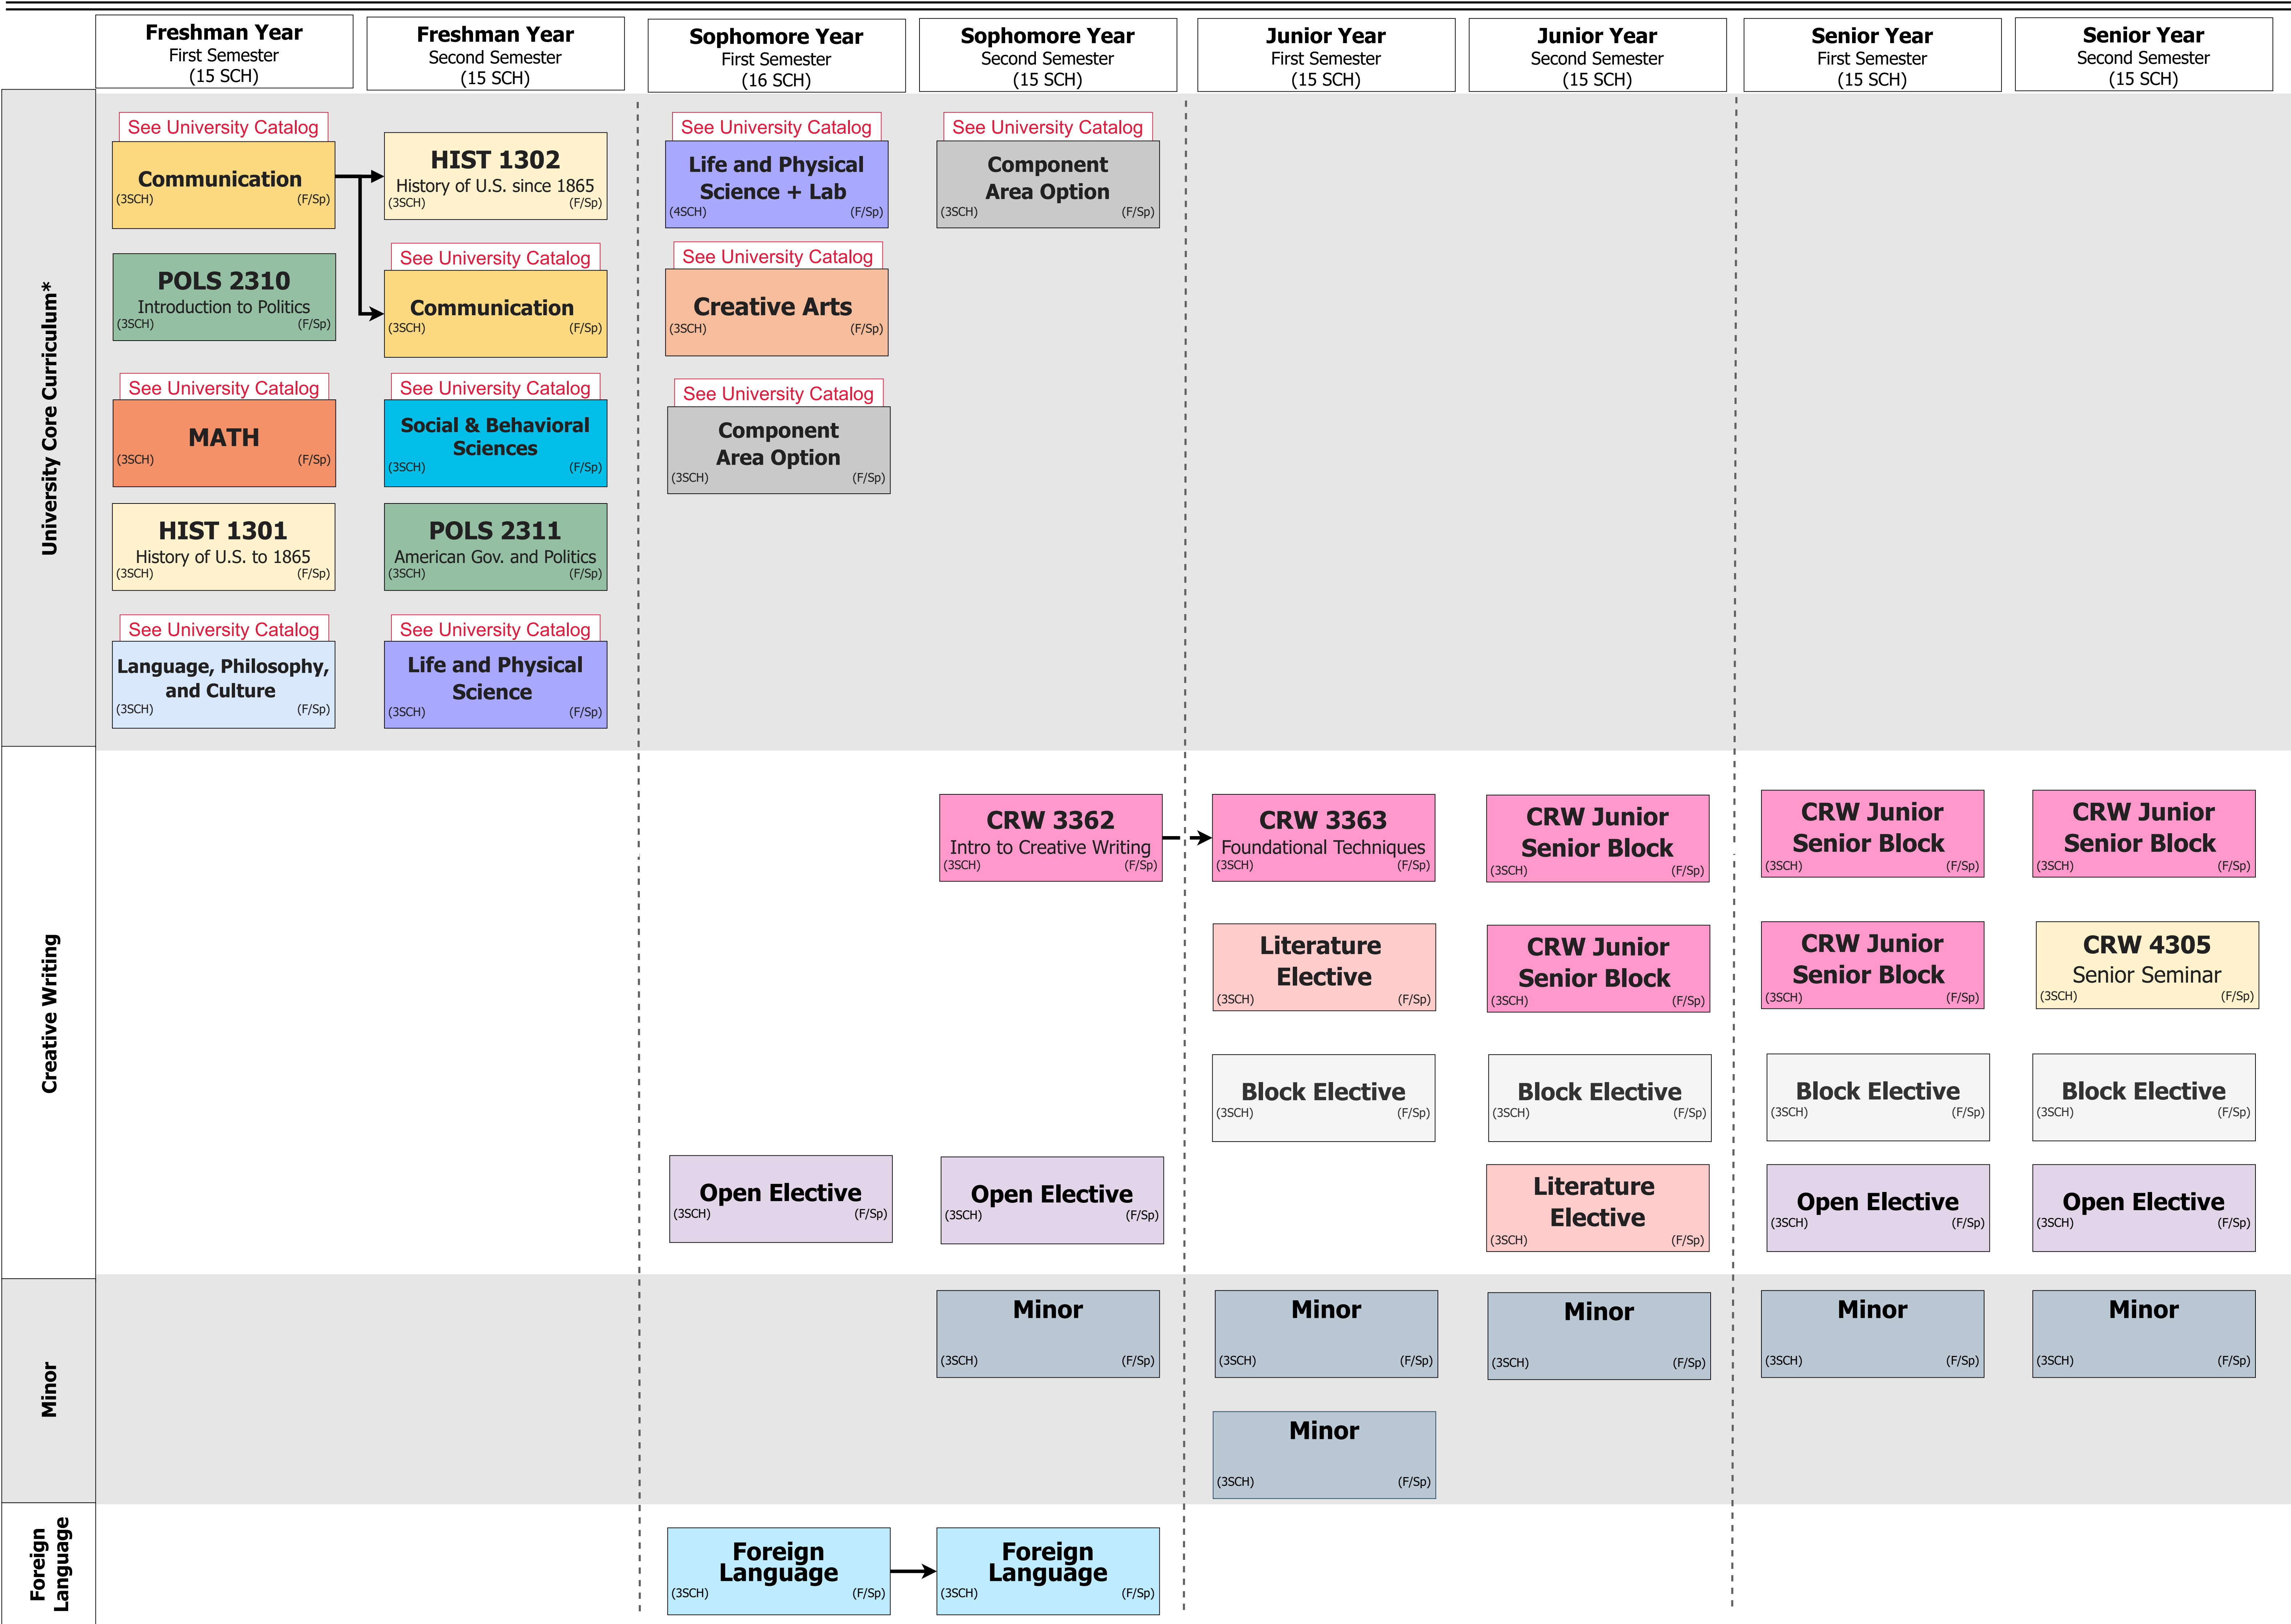 Freshman Year
First Semester
(15 SCH)
Freshman Year
Second Semester
(15 SCH)
Sophomore Year
First Semester
(16 SCH)
Sophomore Year
Second Semester
(15 SCH)
Junior Year
First Semester
(15 SCH)
Junior Year
Second Semester
(15 SCH)
Senior Year
First Semester
(15 SCH)
Senior Year
Second Semester
(15 SCH)
University Core Curriculum*
See University Catalog
Communication
(3SCH) (F/Sp)
POLS 2310
Introduction to Politics
(3SCH) (F/Sp)
See University Catalog
MATH
(3SCH) (F/Sp)
HIST 1301
History of U.S. to 1865
(3SCH) (F/Sp)
See University Catalog
Language, Philosophy,
and Culture
(3SCH) (F/Sp)
HIST 1302
History of U.S. since 1865
(3SCH) (F/Sp)
See University Catalog
Communication
(3SCH) (F/Sp)
See University Catalog
Social & Behavioral
Sciences
(3SCH) (F/Sp)
POLS 2311
American Gov. and Politics
(3SCH) (F/Sp)
See University Catalog
Life and Physical
Science
(3SCH) (F/Sp)
See University Catalog
Life and Physical
Science + Lab
(4SCH) (F/Sp)
See University Catalog
Creative Arts
(3SCH) (F/Sp)
See University Catalog
Component
Area Option
(3SCH) (F/Sp)
See University Catalog
Component
Area Option
(3SCH) (F/Sp)
Creative Writing
Open Elective
(3SCH) (F/Sp)
CRW 3362
Intro to Creative Writing
(3SCH) (F/Sp)
Open Elective
(3SCH) (F/Sp)
CRW 3363
Foundational Techniques
(3SCH) (F/Sp)
Literature
Elective
(3SCH) (F/Sp)
Block Elective
(3SCH) (F/Sp)
CRW Junior
Senior Block
(3SCH) (F/Sp)
CRW Junior
Senior Block
(3SCH) (F/Sp)
Block Elective
(3SCH) (F/Sp)
Literature
Elective
(3SCH) (F/Sp)
CRW Junior
Senior Block
(3SCH) (F/Sp)
CRW Junior
Senior Block
(3SCH) (F/Sp)
Block Elective
(3SCH) (F/Sp)
Open Elective
(3SCH) (F/Sp)
CRW Junior
Senior Block
(3SCH) (F/Sp)
CRW 4305
Senior Seminar
(3SCH) (F/Sp)
Block Elective
(3SCH) (F/Sp)
Open Elective
(3SCH) (F/Sp)
Minor
Minor
(3SCH) (F/Sp)
Minor
(3SCH) (F/Sp)
Minor
(3SCH) (F/Sp)
Minor
(3SCH) (F/Sp)
Minor
(3SCH) (F/Sp)
Minor
(3SCH) (F/Sp)
Foreign
Language
Foreign
Language
(3SCH) (F/Sp)
Foreign
Language
(3SCH) (F/Sp)